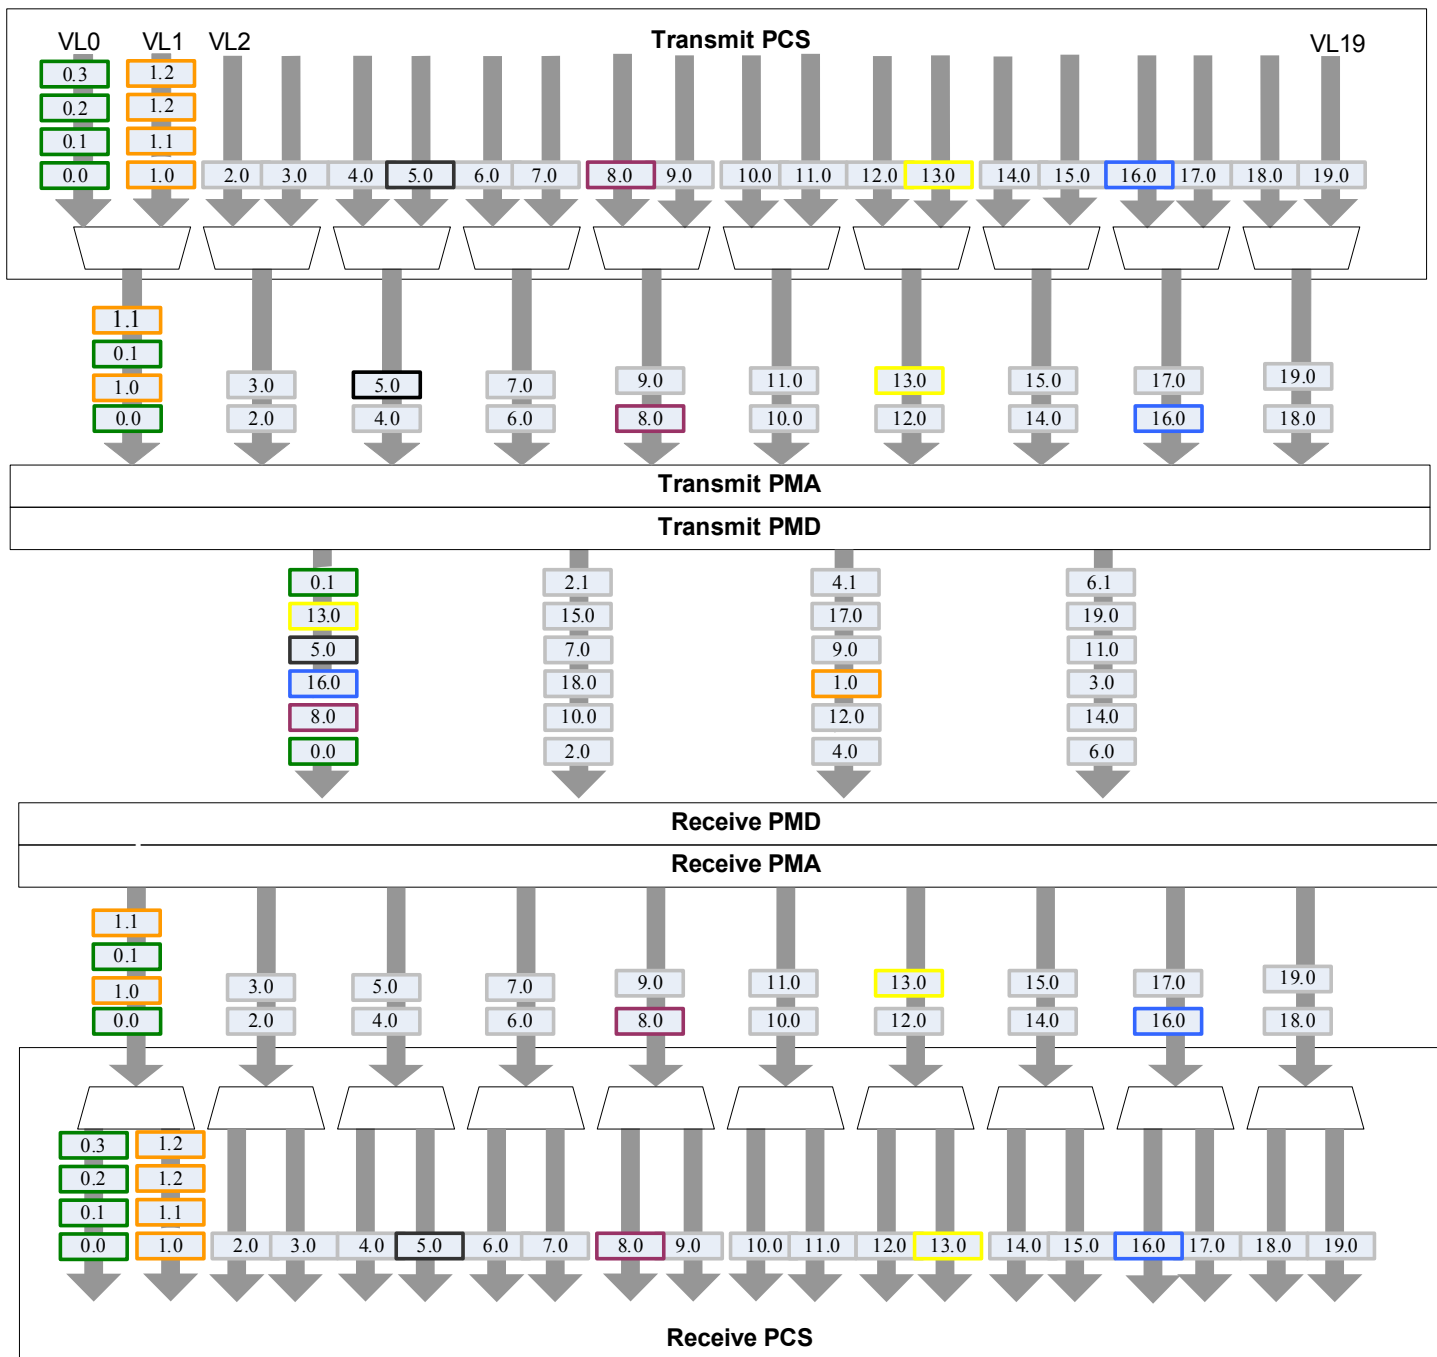 Transmit PCS
VL0 VL1 VL2 VL19
0.3 1.2
0.2 1.2
0.1 1.1
0.0 1.0 2.0 3.0 4.0 5.0 6.0 7.0 8.0 9.0 10.0 11.0 12.0 13.0 14.0 15.0 16.0 17.0 18.0 19.0
1.1
0.1
1.0 3.0 5.0 7.0 9.0 11.0 13.0 15.0 17.0 19.0
0.0 2.0 4.0 6.0 8.0 10.0 12.0 14.0 16.0 18.0
Transmit PMA
Transmit PMD
0.1 2.1 4.1 6.1
13.0 15.0 17.0 19.0
5.0 7.0 9.0 11.0
16.0 18.0 1.0 3.0
8.0 10.0 12.0 14.0
0.0 2.0 4.0 6.0
Receive PMD
Receive PMA
1.1
0.1
1.0 3.0 5.0 7.0 9.0 11.0 13.0 15.0 17.0 19.0
0.0 2.0 4.0 6.0 8.0 10.0 12.0 14.0 16.0 18.0
0.3 1.2
0.2 1.2
0.1 1.1
0.0 1.0 2.0 3.0 4.0 5.0 6.0 7.0 8.0 9.0 10.0 11.0 12.0 13.0 14.0 15.0 16.0 17.0 18.0 19.0
Receive PCS